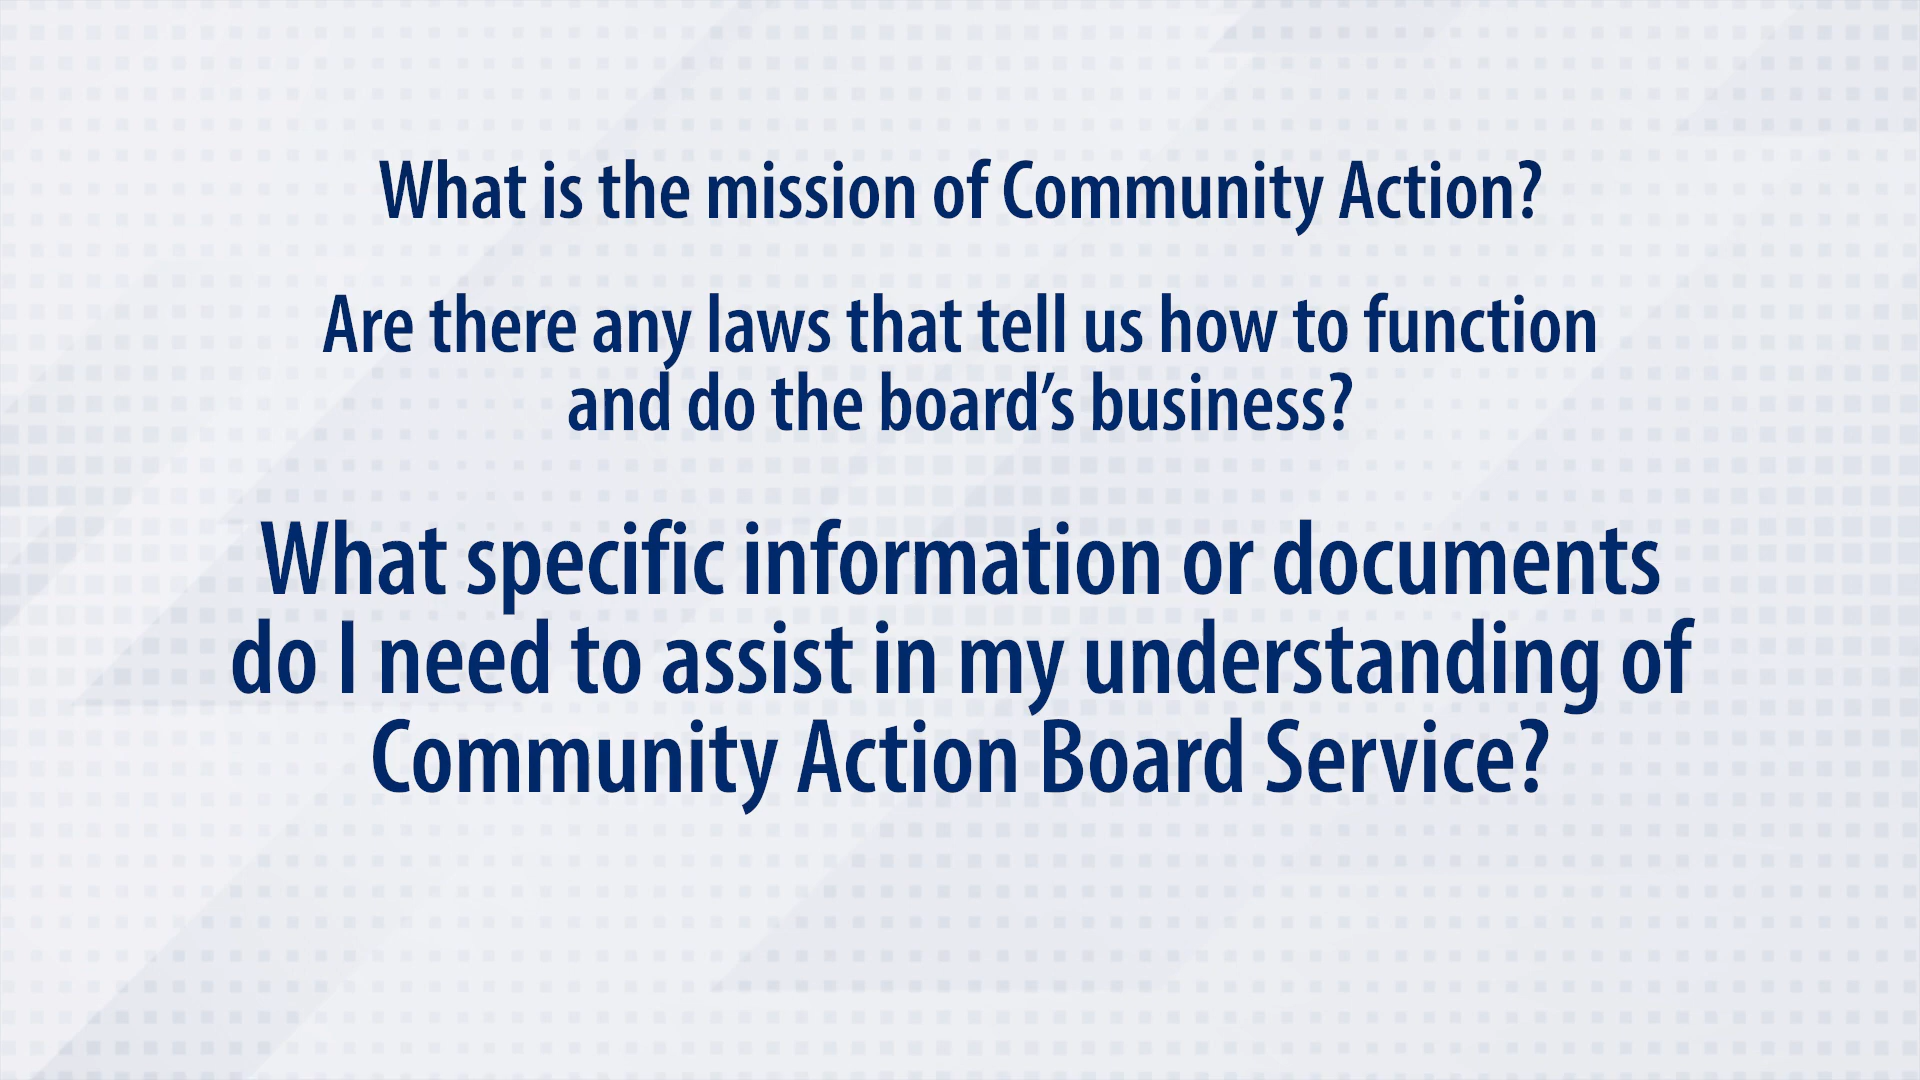 What is the mission of Community Action?
Are there any laws that tell us how to function
and do the board’s business?
What specific information or documents
do I need to assist in my understanding of
Community Action Board Service?